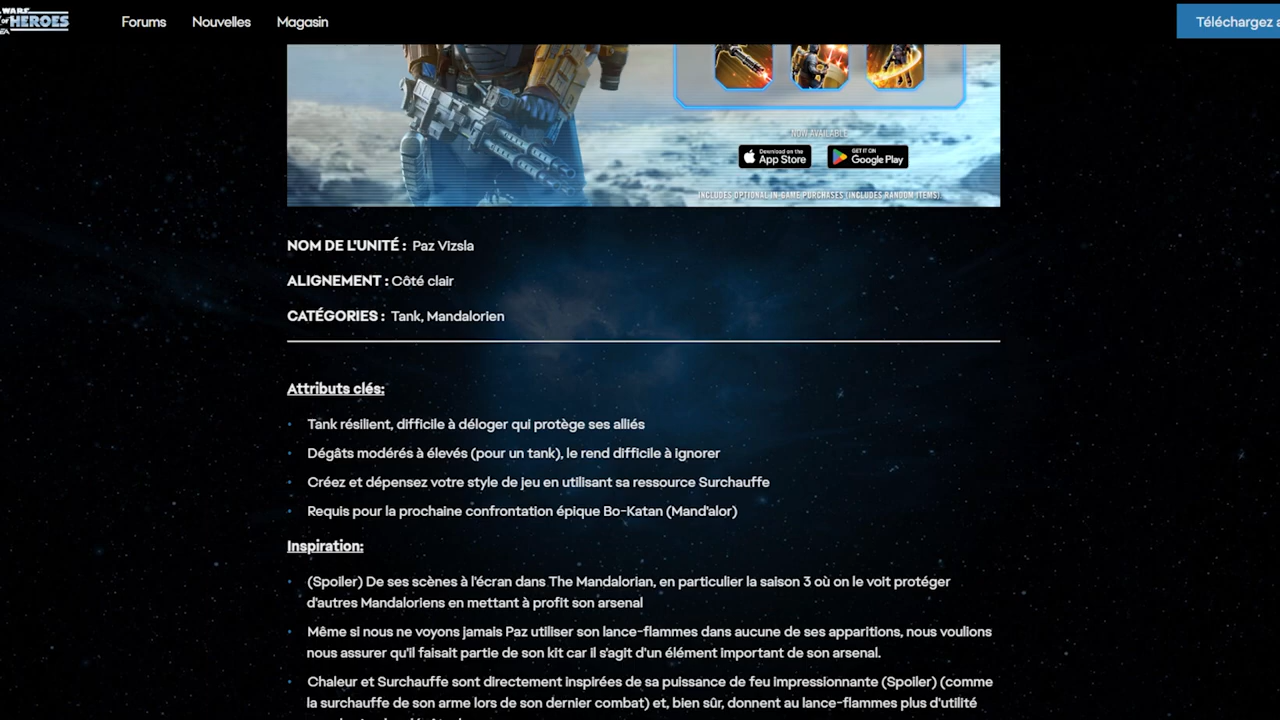 WARS
OF HEROES
EA
Forums
Nouvelles
Magasin
Téléchargez a
NOW AVAILABLE
Download on the
App Store
GET IT ON
Google Play
INCLUDES OPTIONAL IN-GAME PURCHASES (INCLUDES RANDOM ITEMS).
NOM DE L'UNITÉ : Paz Vizsla
ALIGNEMENT : Côté clair
CATÉGORIES : Tank, Mandalorien
Attributs clés:
Tank résilient, difficile à déloger qui protège ses alliés
Dégâts modérés à élevés (pour un tank), le rend difficile à ignorer
Créez et dépensez votre style de jeu en utilisant sa ressource Surchauffe
Requis pour la prochaine confrontation épique Bo-Katan (Mand'alor)
Inspiration:
(Spoiler) De ses scènes à l'écran dans The Mandalorian, en particulier la saison 3 où on le voit protéger
d'autres Mandaloriens en mettant à profit son arsenal
Même si nous ne voyons jamais Paz utiliser son lance-flammes dans aucune de ses apparitions, nous voulions
nous assurer qu'il faisait partie de son kit car il s'agit d'un élément important de son arsenal.
Chaleur et Surchauffe sont directement inspirées de sa puissance de feu impressionnante (Spoiler) (comme
la surchauffe de son arme lors de son dernier combat) et, bien sûr, donnent au lance-flammes plus d'utilité